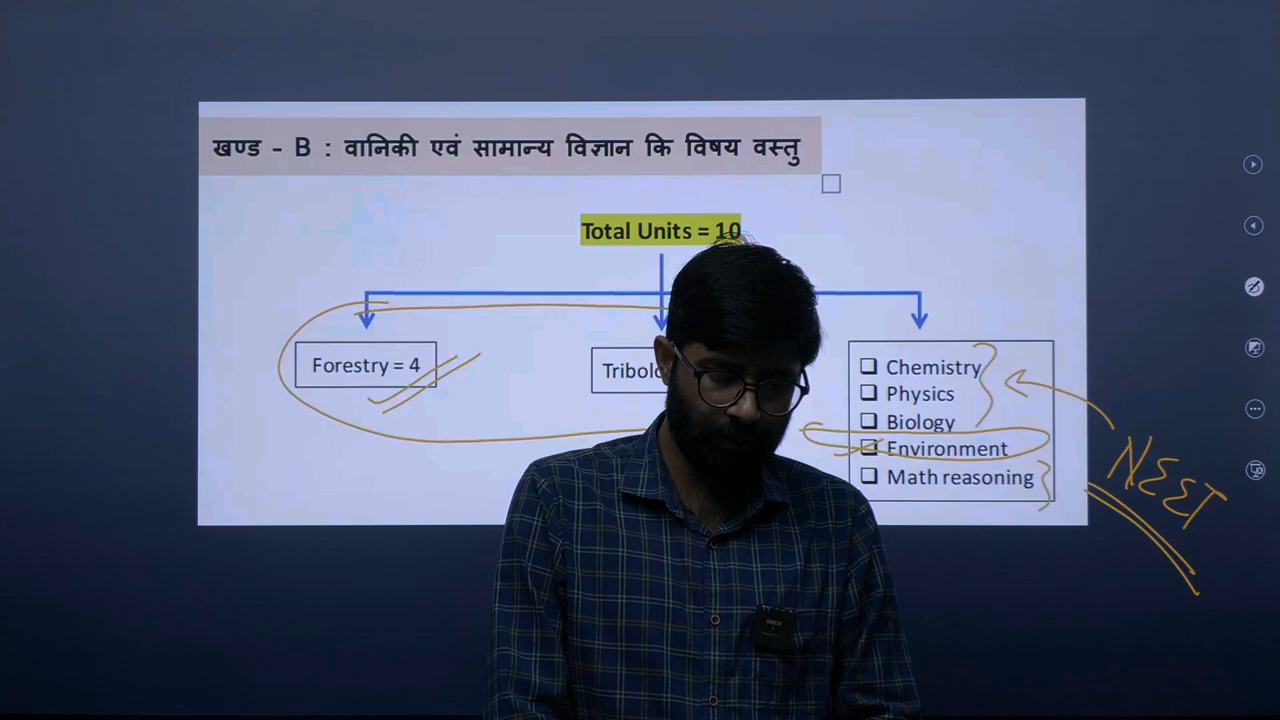 खण्ड - B : वानिकी एवं सामान्य विज्ञान कि विषय वस्तु
Total Units = 10
Forestry = 4
Chemistry
Physics
Biology
Environment
Math reasoning
NEET